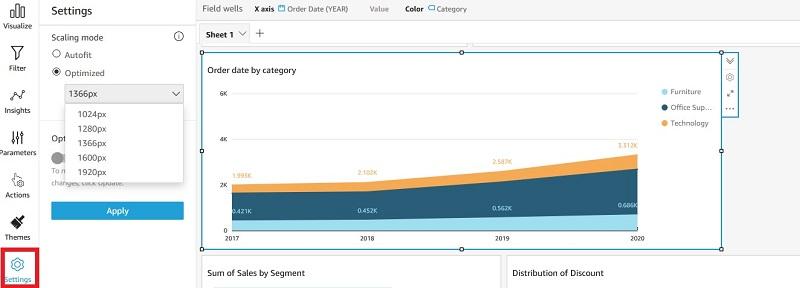 Visualize
Filter
Insights
Parameters
Actions
Themes
Settings
Settings
Scaling mode
Autofit
Optimized
1366px
1024px
1280px
1366px
1600px
1920px
changes, click Update.
Apply
Field wells X axis Order Date (YEAR) Value Color Category
Sheet 1 +
Order date by category
6K
4K
2K
0K
1.993K 2.102K 2.587K 3.312K
0.421K 0.452K 0.562K 0.686K
2017 2018 2019 2020
Furniture
Office Sup...
Technology
Sum of Sales by Segment
Distribution of Discount